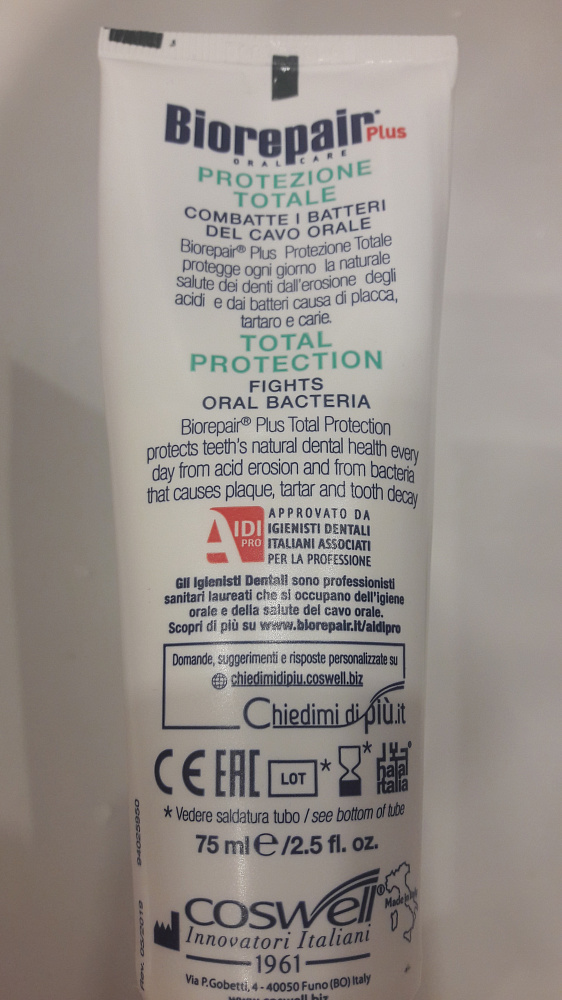 Biorepair® Plus
ORAL CARE
PROTEZIONE
TOTALE
COMBATTE I BATTERI
DEL CAVO ORALE
Biorepair® Plus Protezione Totale
protegge ogni giorno la naturale
salute dei denti dall'erosione degli
acidi e dai batteri causa di placca,
tartaro e carie.
TOTAL
PROTECTION
FIGHTS
ORAL BACTERIA
Biorepair® Plus Total Protection
protects teeth's natural dental health every
day from acid erosion and from bacteria
that causes plaque, tartar and tooth decay
AIDI
PRO
APPROVATO DA
IGIENISTI DENTALI
ITALIANI ASSOCIATI
PER LA PROFESSIONE
Gli Igienisti Dentali sono professionisti
sanitari laureati che si occupano dell'igiene
orale e della salute del cavo orale.
Scopri di più su www.biorepair.it/aidipro
Domande, suggerimenti e risposte personalizzate su
chiedimidipiu.coswell.biz
Chiedimi di più.it
CE EAC LOT * * halal italia
* Vedere saldatura tubo / see bottom of tube
75 ml e /2.5 fl. oz.
94025950
Rev. 03/2019
coswell®
Innovatori Italiani
1961
Made in Italy
Via P.Gobetti, 4 - 40050 Funo (BO) Italy
www.coswell.biz